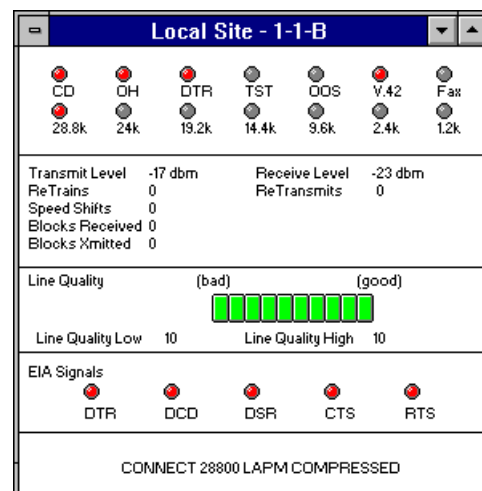 Local Site - 1-1-B
CD OH DTR TST OOS V.42 Fax
28.8k 24k 19.2k 14.4k 9.6k 2.4k 1.2k
Transmit Level -17 dbm Receive Level -23 dbm
ReTrains 0 ReTransmits 0
Speed Shifts 0
Blocks Received 0
Blocks Xmitted 0
Line Quality (bad) (good)
Line Quality Low 10 Line Quality High 10
EIA Signals
DTR DCD DSR CTS RTS
CONNECT 28800 LAPM COMPRESSED